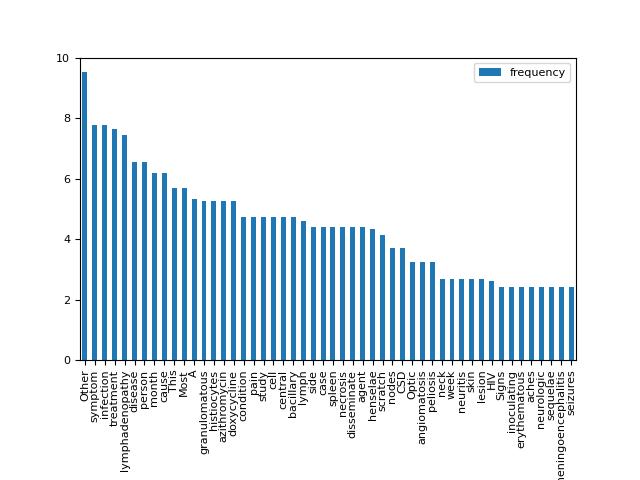 10
8
6
4
2
0
frequency
Other
symptom
infection
treatment
lymphadenopathy
disease
person
month
cause
This
Most
A
granulomatous
histiocytes
azithromycin
doxycycline
condition
pain
study
cell
central
bacillary
lymph
side
case
spleen
necrosis
disseminate
agent
henselae
scratch
nodes
CSD
Optic
angiomatosis
peliosis
neck
week
neuritis
skin
lesion
HIV
Signs
inoculating
erythematous
aches
neurologic
sequelae
eningoencephalitis
seizures